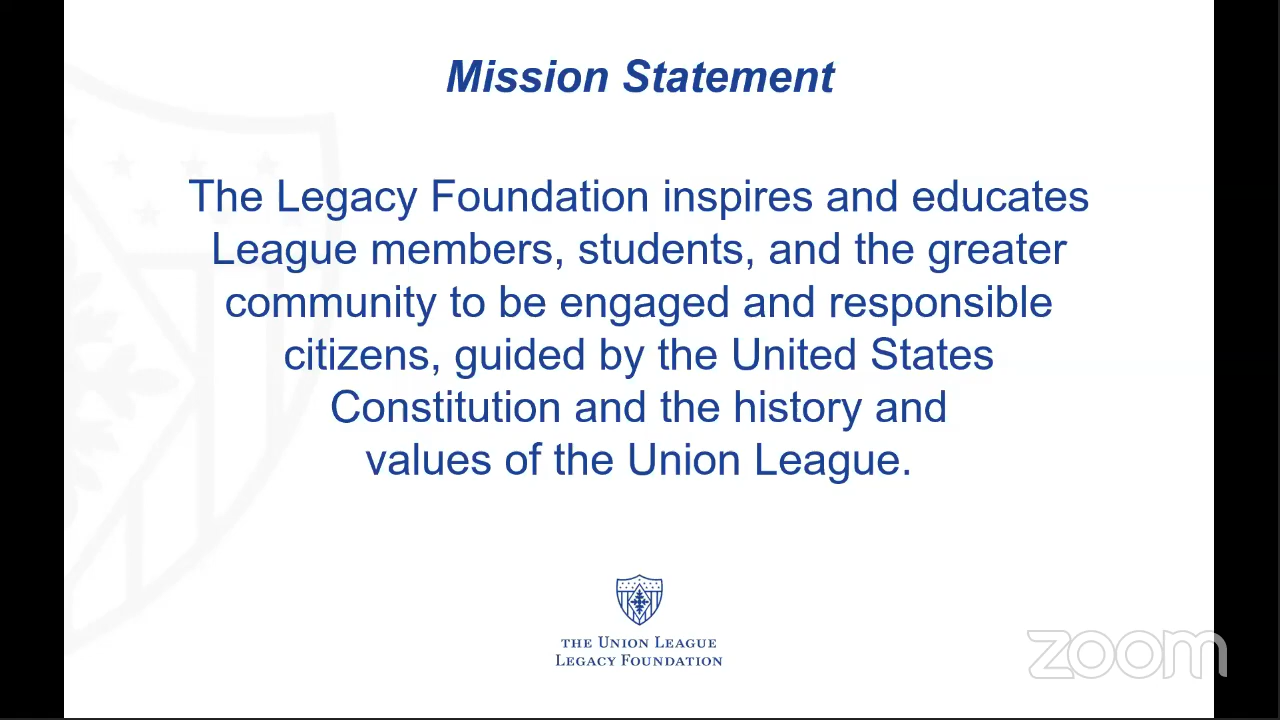 Mission Statement
The Legacy Foundation inspires and educates
League members, students, and the greater
community to be engaged and responsible
citizens, guided by the United States
Constitution and the history and
values of the Union League.
THE UNION LEAGUE
LEGACY FOUNDATION
zoom